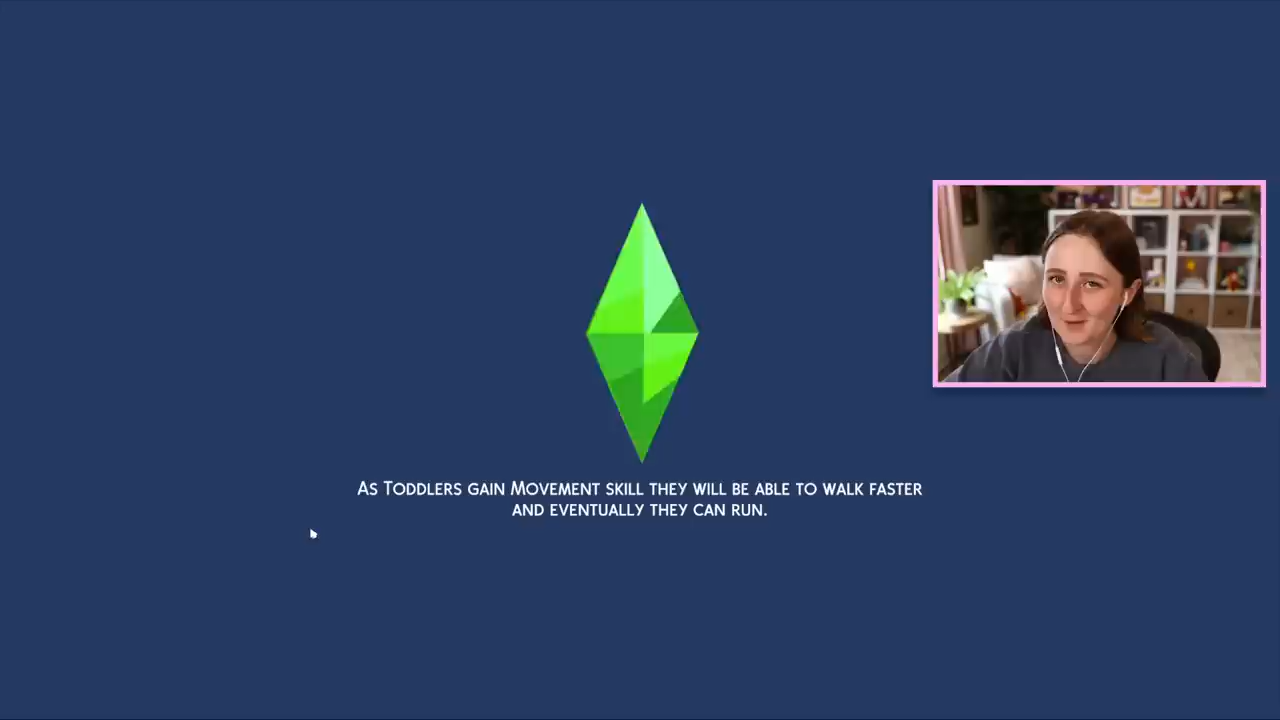 As Toddlers gain Movement skill they will be able to walk faster
and eventually they can run.